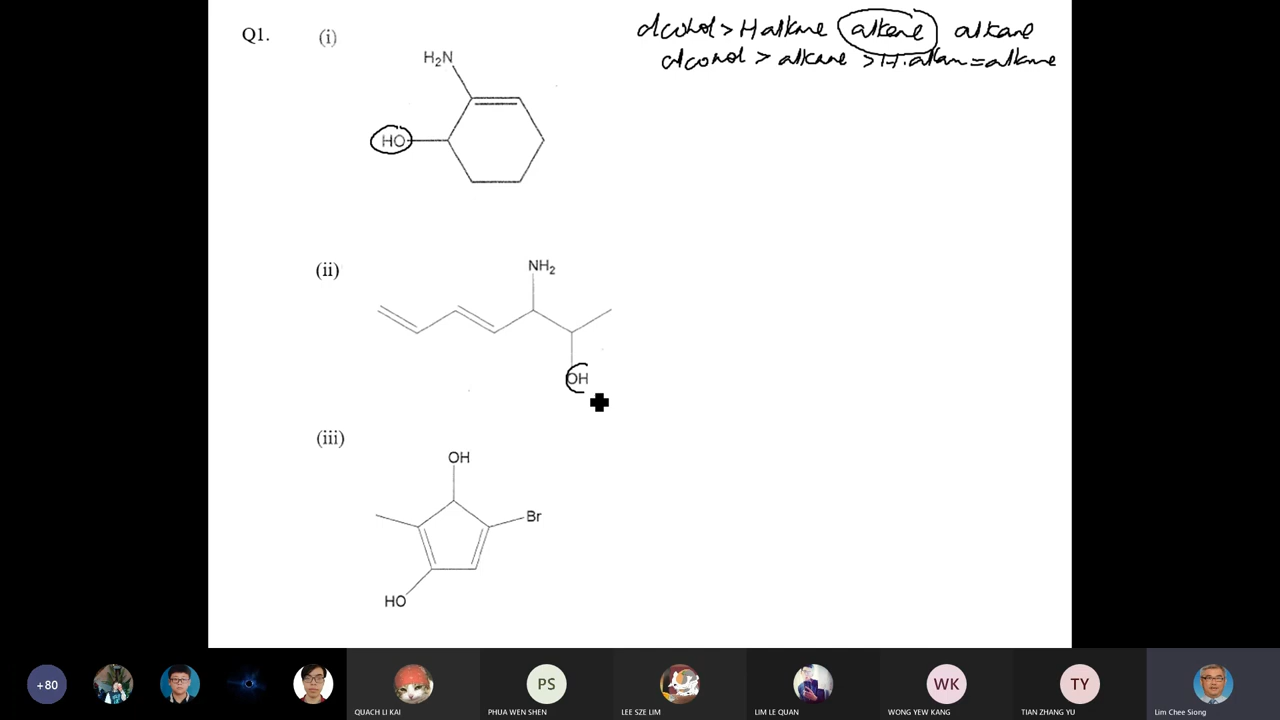 Q1. (i)
alcohol > H alkane alkene alkane
alcohol > alkane > H.alkan = alkane
H₂N
HO
(ii)
NH₂
OH
(iii)
OH
Br
HO
+80
PS
WK
TY
QUACH LI KAI
PHUA WEN SHEN
LEE SZE LIM
LIM LE QUAN
WONG YEW KANG
TIAN ZHANG YU
Lim Chee Siong